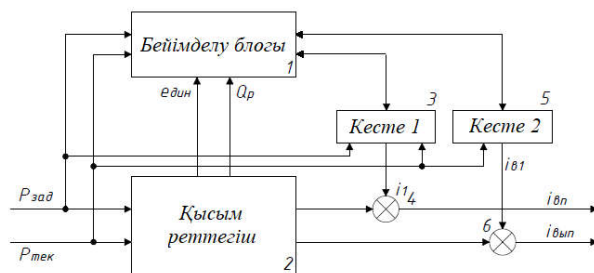 Бейімделу блогы
1
eдин
Qр
3
5
Кесте 1
Кесте 2
Pзад
i1
4
iв1
iвп
Қысым
реттегіш
2
Pтек
6
iвып